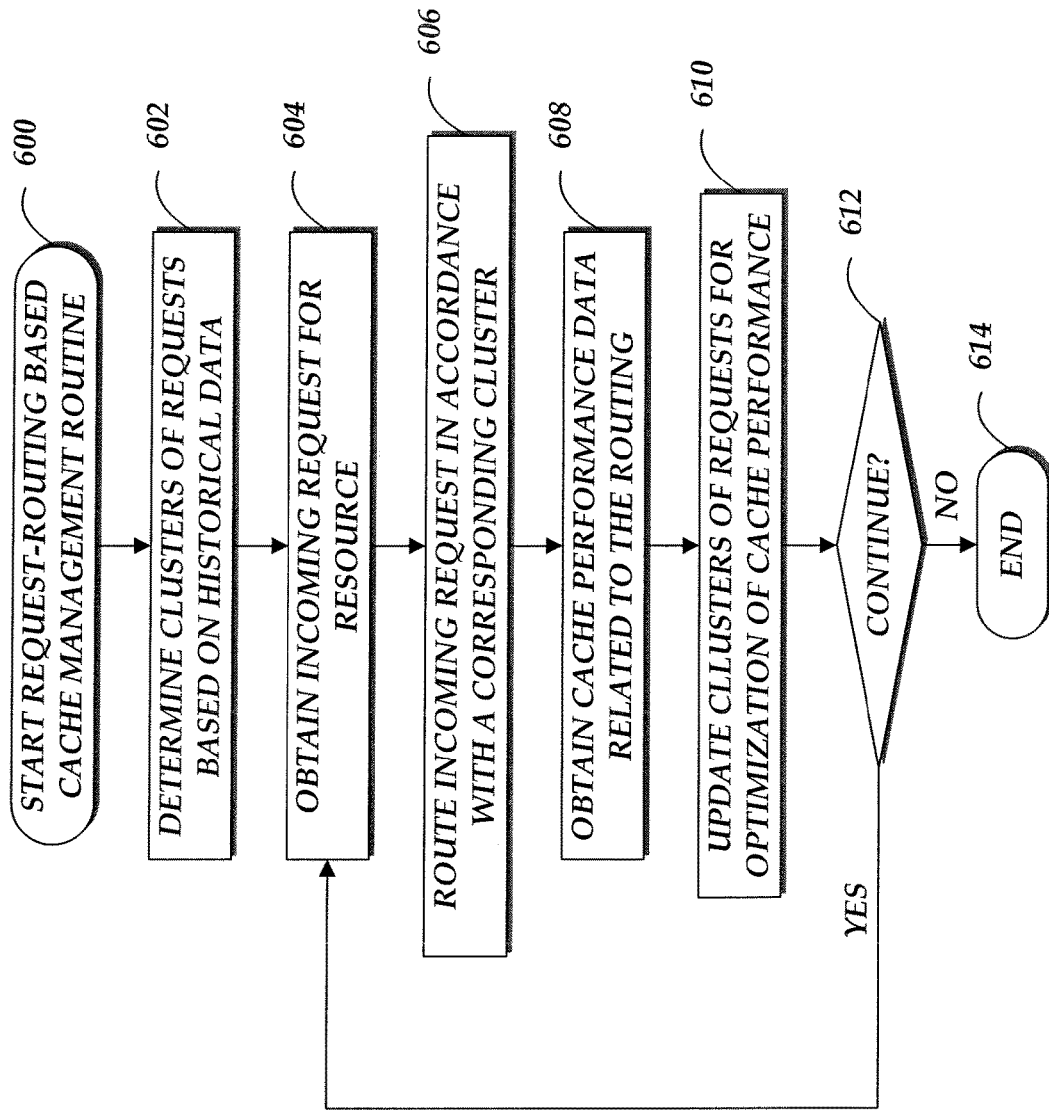 START REQUEST-ROUTING BASED
CACHE MANAGEMENT ROUTINE
600
DETERMINE CLUSTERS OF REQUESTS
BASED ON HISTORICAL DATA
602
OBTAIN INCOMING REQUEST FOR
RESOURCE
604
ROUTE INCOMING REQUEST IN ACCORDANCE
WITH A CORRESPONDING CLUSTER
606
OBTAIN CACHE PERFORMANCE DATA
RELATED TO THE ROUTING
608
UPDATE CLLUSTERS OF REQUESTS FOR
OPTIMIZATION OF CACHE PERFORMANCE
610
CONTINUE?
612
YES
NO
END
614